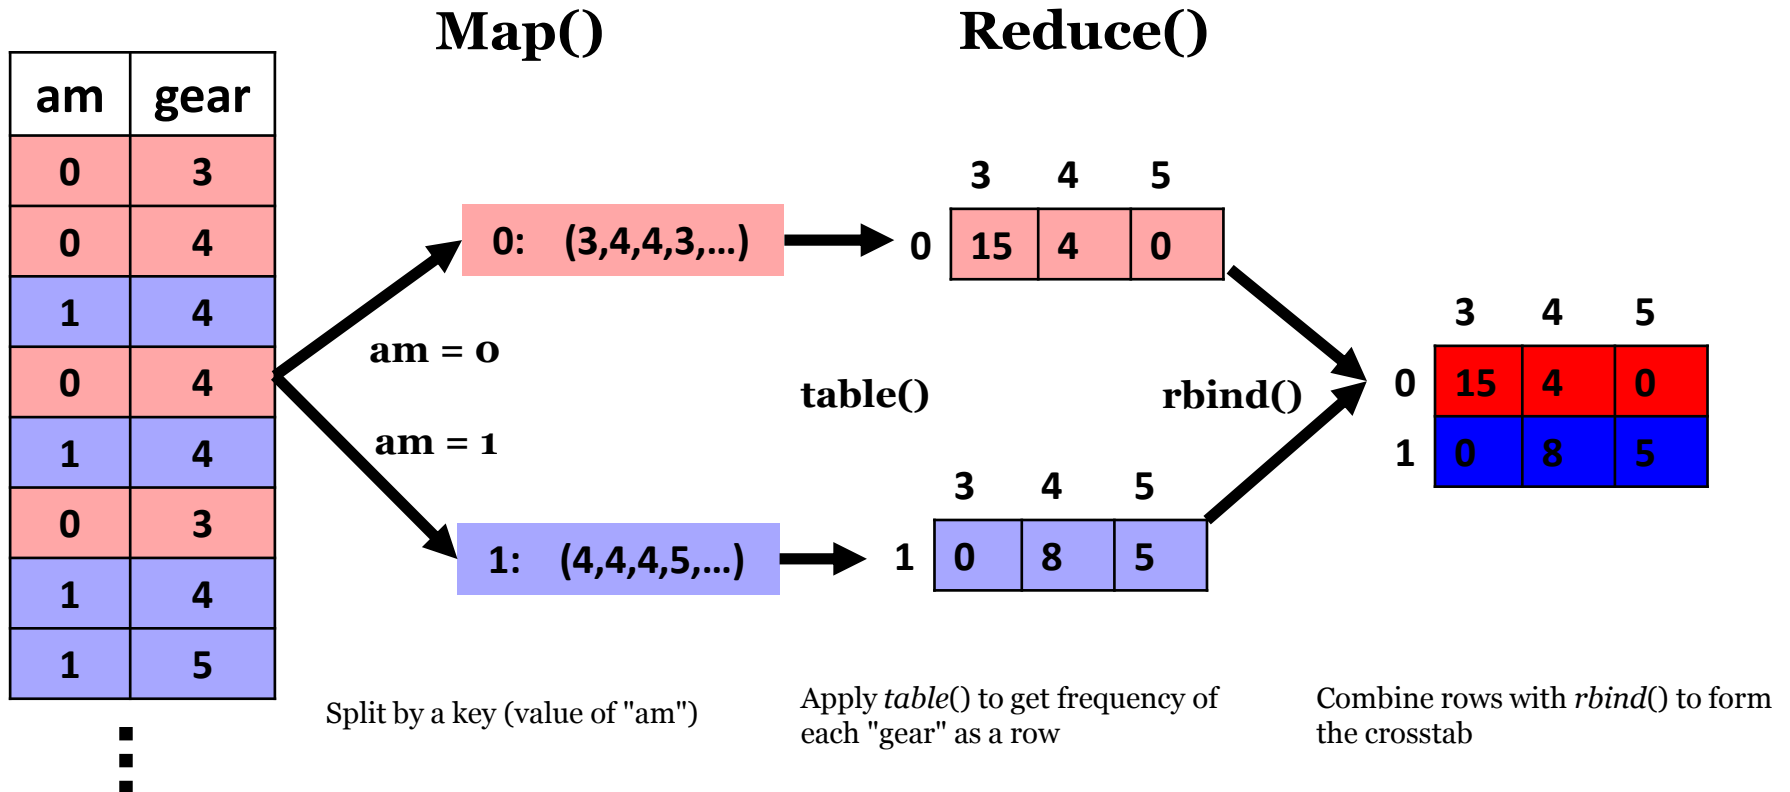 Map()
Reduce()
am gear
0 3
0 4
1 4
0 4
1 4
0 3
1 4
1 5
am = 0
am = 1
0: (3,4,4,3,...)
1: (4,4,4,5,...)
table()
3 4 5
0 15 4 0
3 4 5
1 0 8 5
rbind()
3 4 5
0 15 4 0
1 0 8 5
Split by a key (value of "am")
Apply table() to get frequency of
each "gear" as a row
Combine rows with rbind() to form
the crosstab